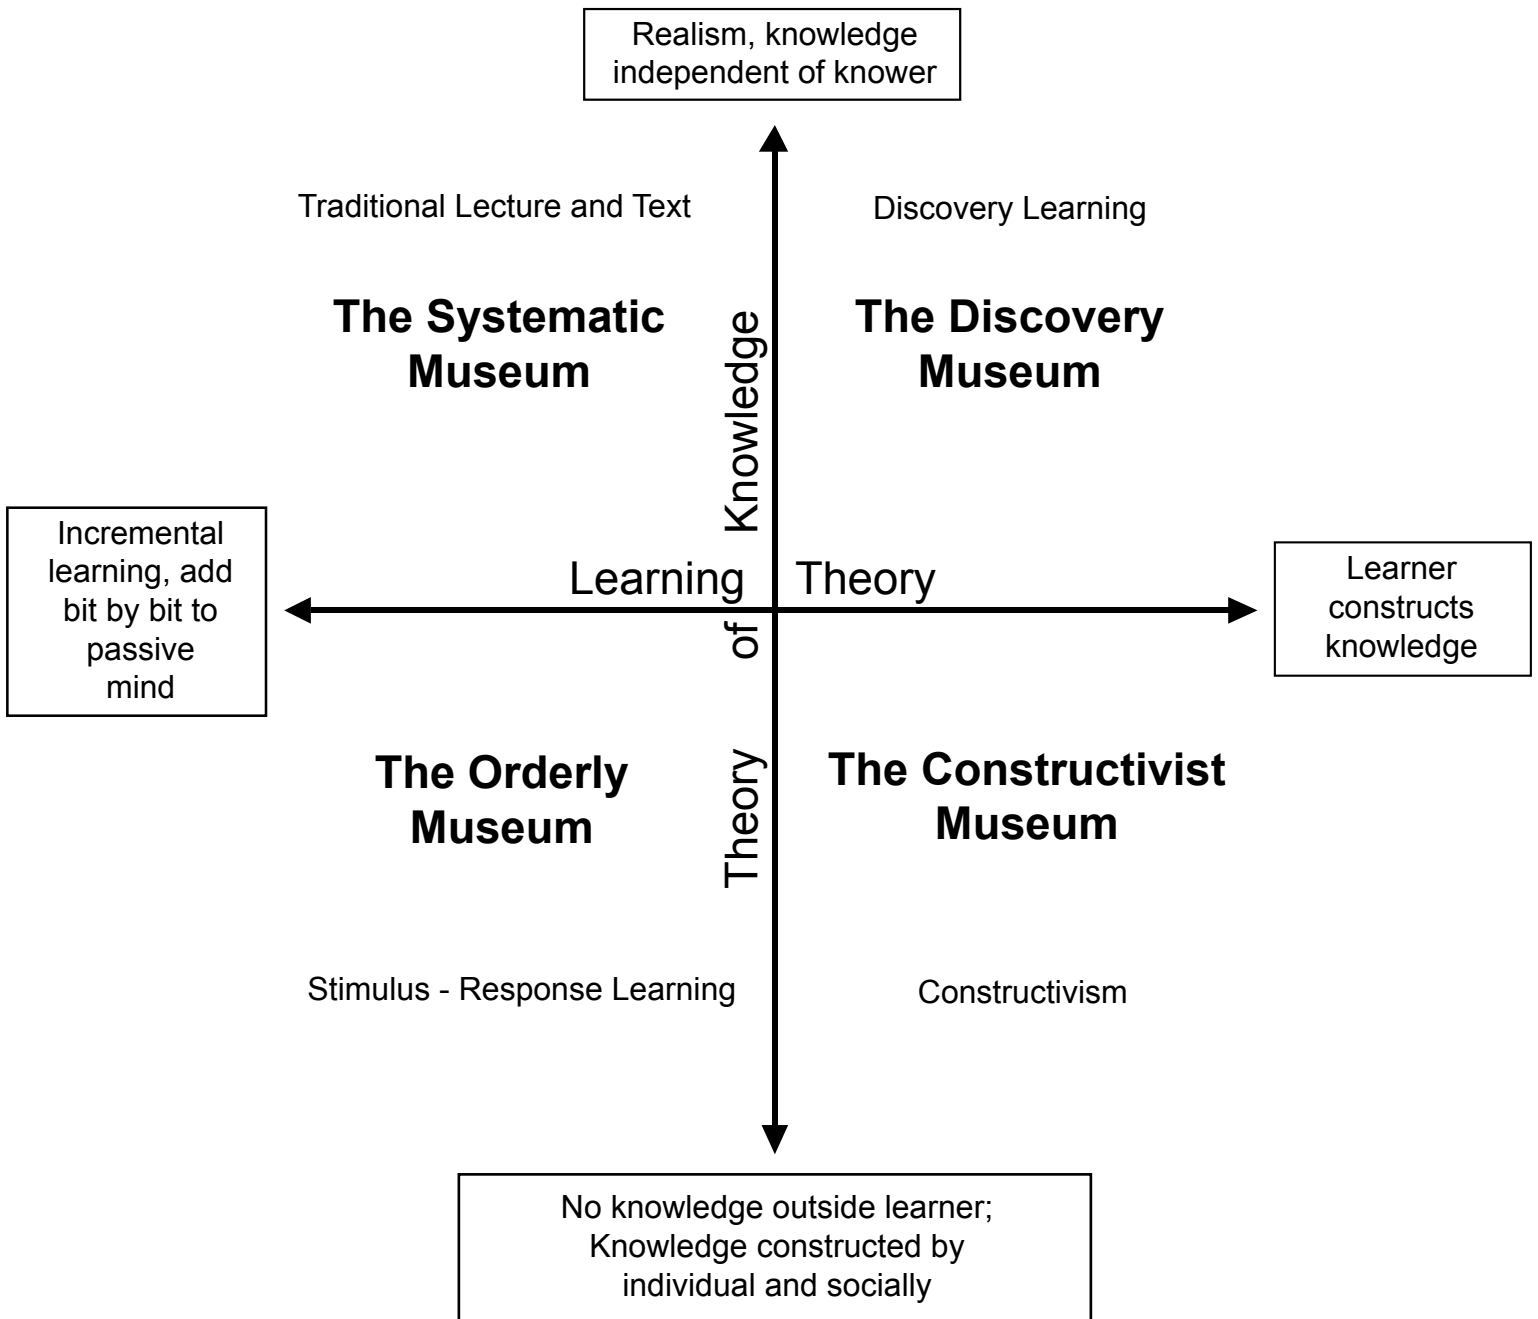 Realism, knowledge
independent of knower
Traditional Lecture and Text
Discovery Learning
The Systematic
Museum
The Discovery
Museum
Theory of Knowledge
Incremental
learning, add
bit by bit to
passive
mind
Learning Theory
Learner
constructs
knowledge
The Orderly
Museum
The Constructivist
Museum
Stimulus - Response Learning
Constructivism
No knowledge outside learner;
Knowledge constructed by
individual and socially